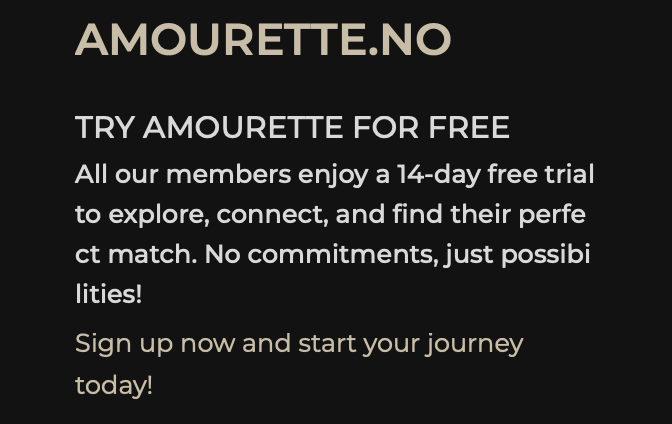 AMOURETTE.NO
TRY AMOURETTE FOR FREE
All our members enjoy a 14-day free trial
to explore, connect, and find their perfe
ct match. No commitments, just possibi
lities!
Sign up now and start your journey
today!